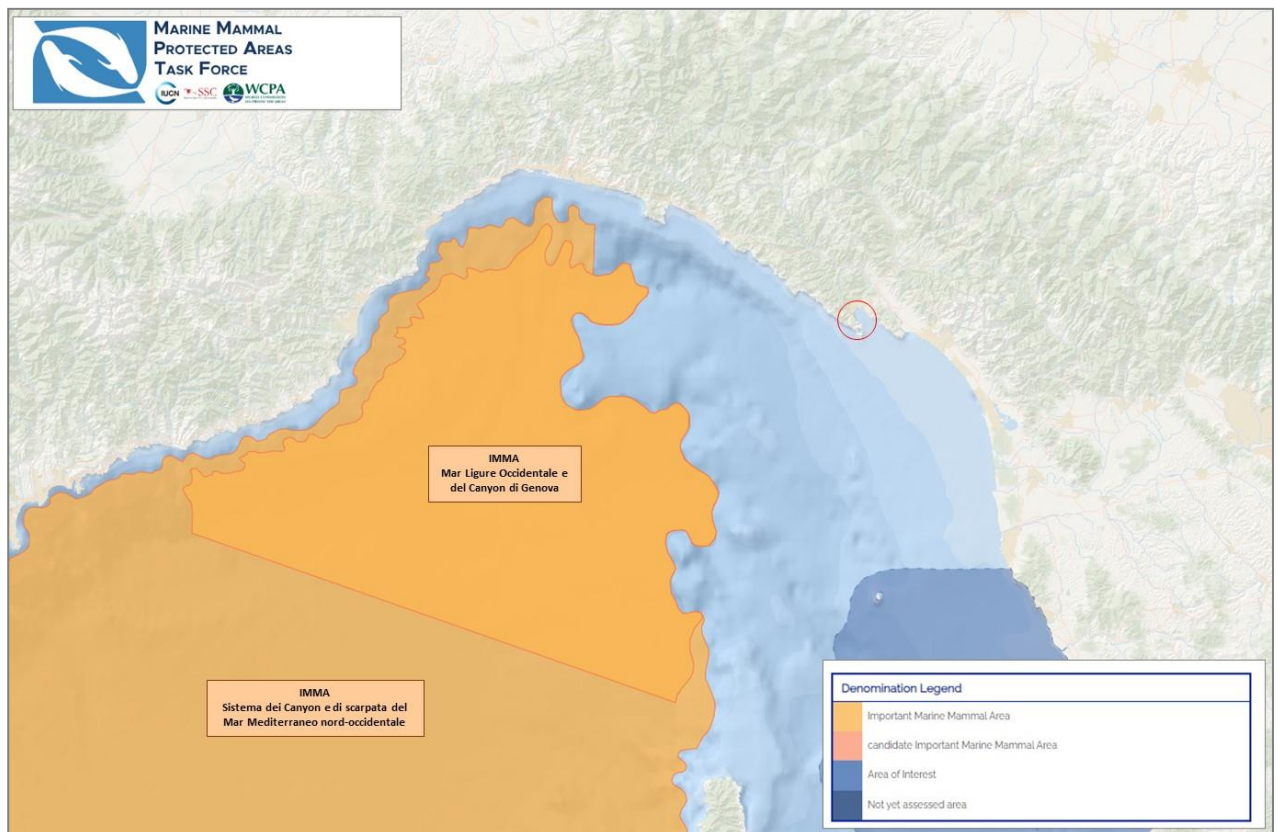 MARINE MAMMAL
PROTECTED AREAS
TASK FORCE
IUCN SSC WCPA
IMMA
Mar Ligure Occidentale e
del Canyon di Genova
IMMA
Sistema dei Canyon e di scarpata del
Mar Mediterraneo nord-occidentale
Denomination Legend
Important Marine Mammal Area
candidate Important Marine Mammal Area
Area of Interest
Not yet assessed area